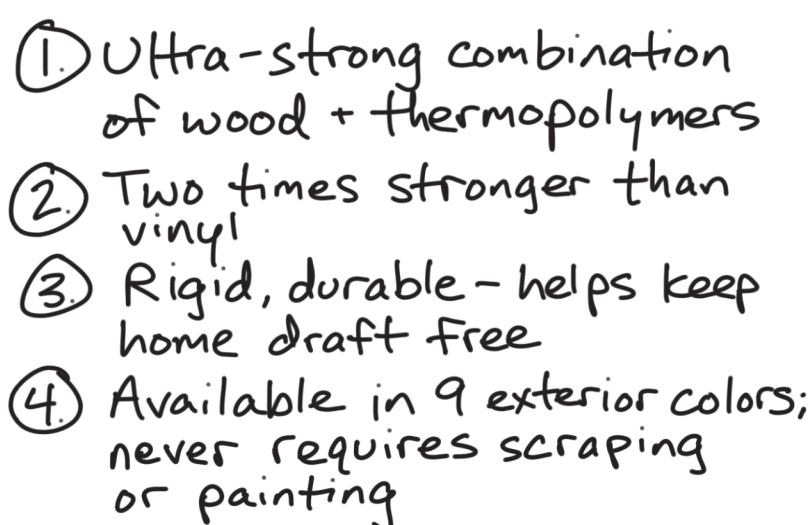 1. Ultra-strong combination
of wood + thermopolymers
2. Two times stronger than
vinyl
3. Rigid, durable - helps keep
home draft free
4. Available in 9 exterior colors;
never requires scraping
or painting